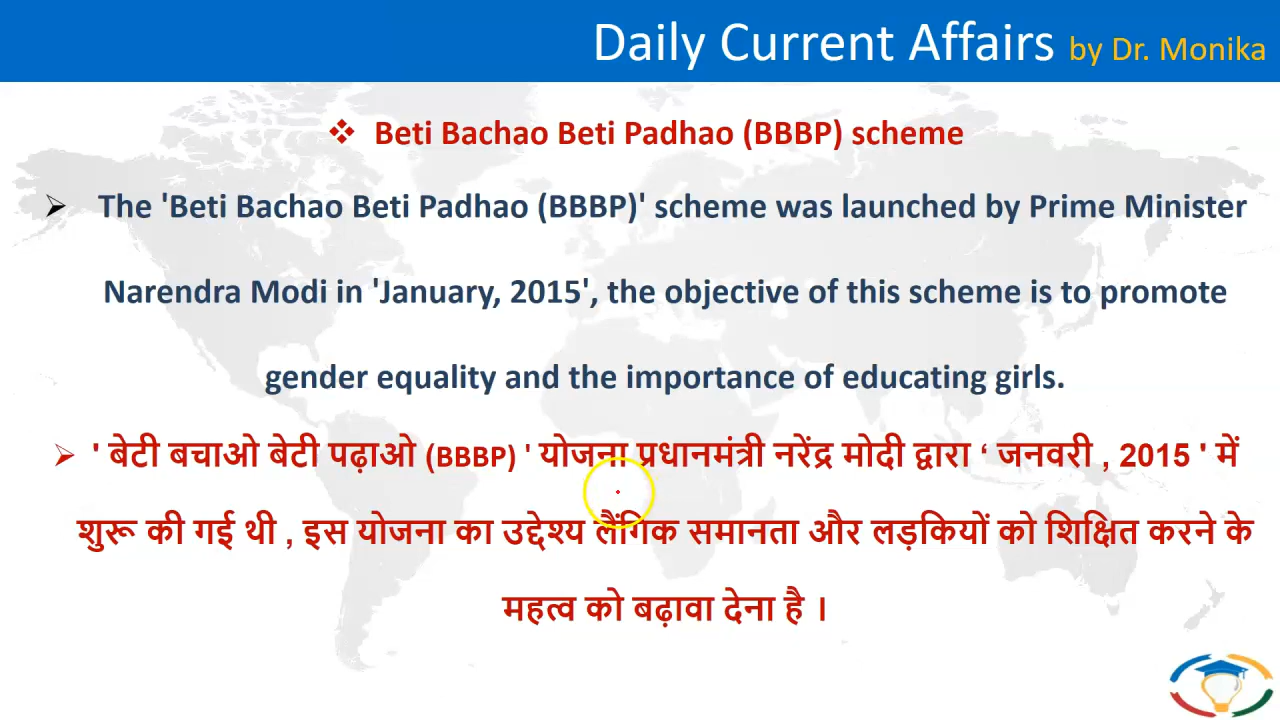 Daily Current Affairs by Dr. Monika
❖ Beti Bachao Beti Padhao (BBBP) scheme
➢ The 'Beti Bachao Beti Padhao (BBBP)' scheme was launched by Prime Minister
Narendra Modi in 'January, 2015', the objective of this scheme is to promote
gender equality and the importance of educating girls.
➢ ' बेटी बचाओ बेटी पढ़ाओ (BBBP) ' योजना प्रधानमंत्री नरेंद्र मोदी द्वारा ‘ जनवरी , 2015 ' में
शुरू की गई थी , इस योजना का उद्देश्य लैंगिक समानता और लड़कियों को शिक्षित करने के
महत्व को बढ़ावा देना है ।